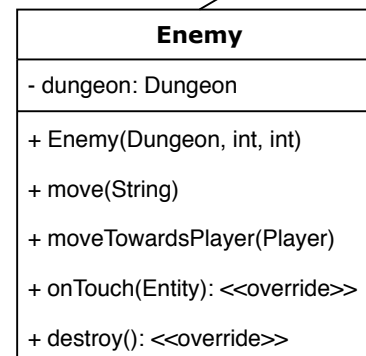 Enemy
- dungeon: Dungeon
+ Enemy(Dungeon, int, int)
+ move(String)
+ moveTowardsPlayer(Player)
+ onTouch(Entity): <<override>>
+ destroy(): <<override>>